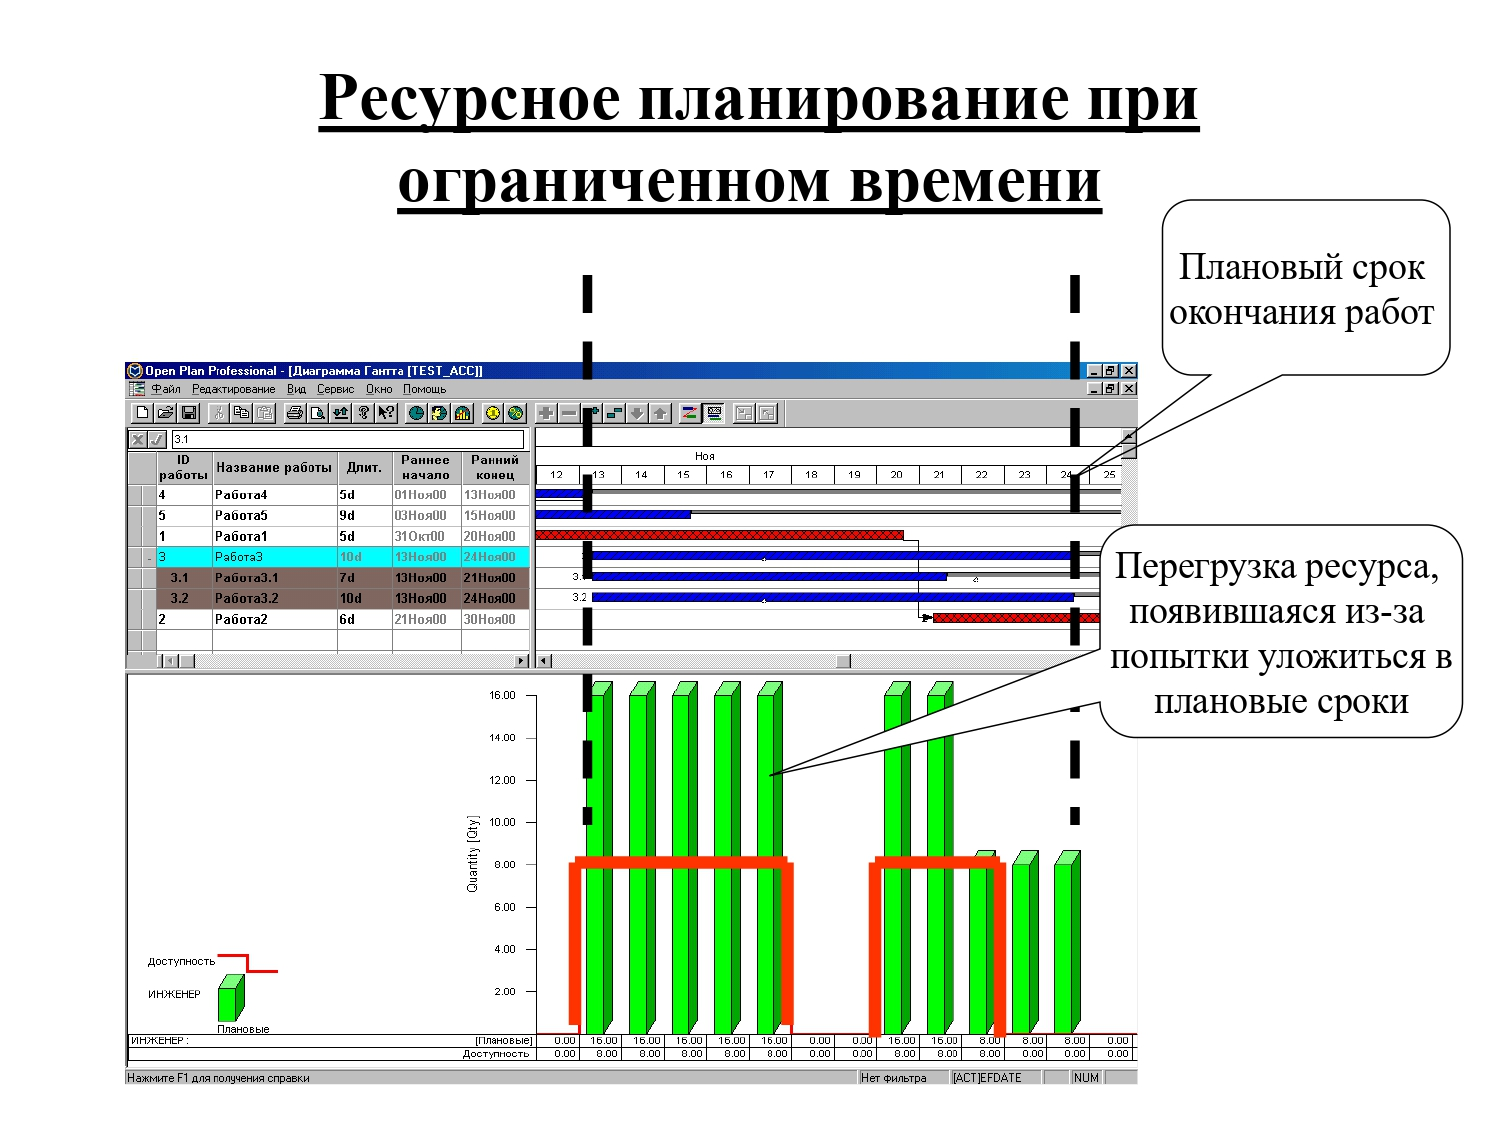 Ресурсное планирование при
ограниченном времени
Плановый срок
окончания работ
Open Plan Professional - [Диаграмма Гантта [TEST_ACC]]
Файл Редактирование Вид Сервис Окно Помощь
3.1
ID работы Название работы Длит. Раннее начало Ранний конец
Ноя
12 13 14 15 16 17 18 19 20 21 22 23 24 25
4 Работа4 5d 01Ноя00 13Ноя00
5 Работа5 9d 03Ноя00 15Ноя00
1 Работа1 5d 31Окт00 20Ноя00
- 3 Работа3 10d 13Ноя00 24Ноя00
3.1 Работа3.1 7d 13Ноя00 21Ноя00
3.2 Работа3.2 10d 13Ноя00 24Ноя00 3.2
2 Работа2 6d 21Ноя00 30Ноя00
Перегрузка ресурса,
появившаяся из-за
попытки уложиться в
плановые сроки
16.00
14.00
12.00
10.00
8.00
6.00
4.00
2.00
Quantity [Qty]
Доступность
ИНЖЕНЕР
Плановые
ИНЖЕНЕР : [Плановые] 0.00 16.00 16.00 16.00 16.00 16.00 0.00 0.00 16.00 16.00 8.00 8.00 8.00 0.00
Доступность 0.00 8.00 8.00 8.00 8.00 8.00 0.00 0.00 8.00 8.00 8.00 8.00 8.00 0.00
Нажмите F1 для получения справки Нет фильтра [ACT]EFDATE NUM